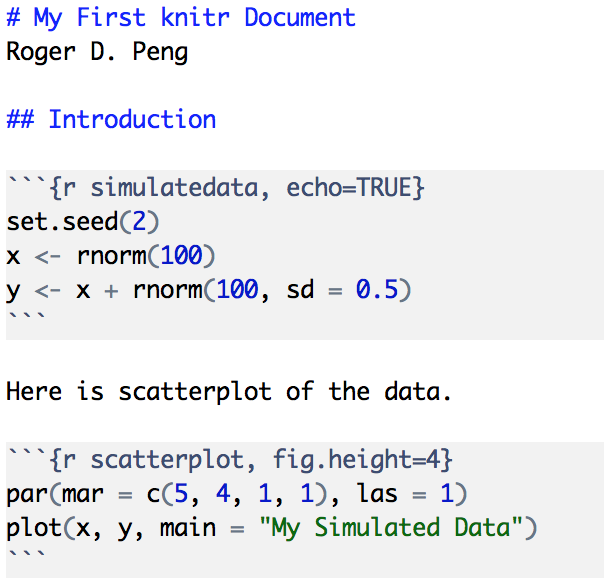 # My First knitr Document
Roger D. Peng
## Introduction
```{r simulatedata, echo=TRUE}
set.seed(2)
x <- rnorm(100)
y <- x + rnorm(100, sd = 0.5)
```
Here is scatterplot of the data.
```{r scatterplot, fig.height=4}
par(mar = c(5, 4, 1, 1), las = 1)
plot(x, y, main = "My Simulated Data")
```